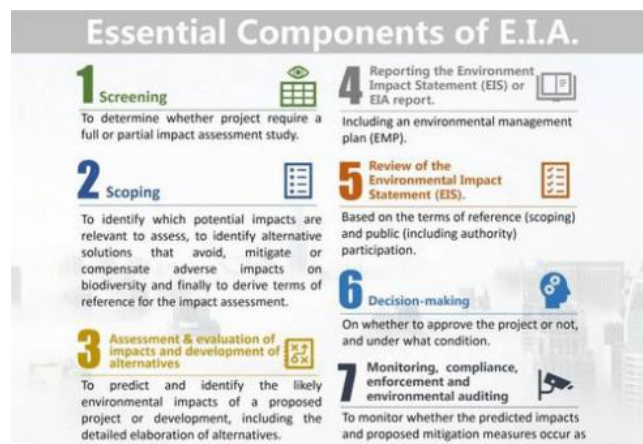 Essential Components of E.I.A.
1 Screening
To determine whether project require a
full or partial impact assessment study.
2 Scoping
To identify which potential impacts are
relevant to assess, to identify alternative
solutions that avoid, mitigate or
compensate adverse impacts on
biodiversity and finally to derive terms of
reference for the impact assessment.
3 Assessment & evaluation of
impacts and development of
alternatives
To predict and identify the likely
environmental impacts of a proposed
project or development, including the
detailed elaboration of alternatives.
4 Reporting the Environment
Impact Statement (EIS) or
EIA report.
Including an environmental management
plan (EMP).
5 Review of the
Environmental Impact
Statement (EIS).
Based on the terms of reference (scoping)
and public (including authority)
participation.
6 Decision-making
On whether to approve the project or not,
and under what condition.
7 Monitoring, compliance,
enforcement and
environmental auditing
To monitor whether the predicted impacts
and proposed mitigation measures occur as